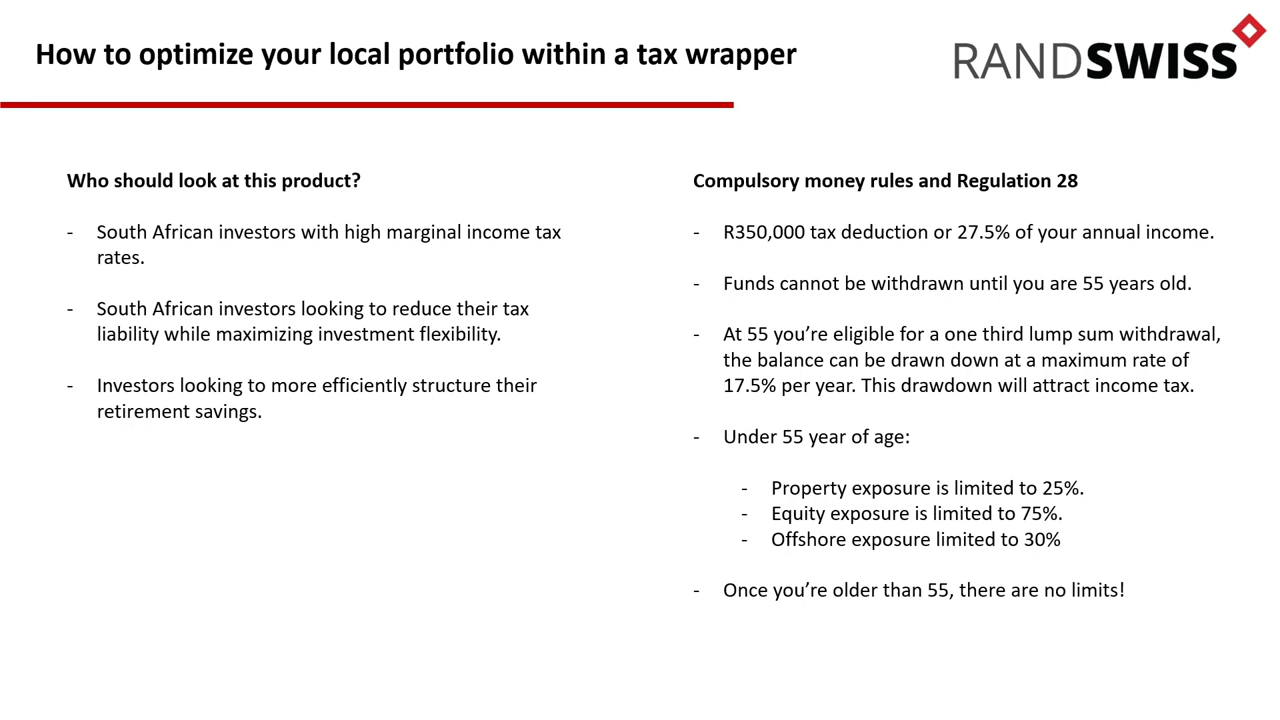 How to optimize your local portfolio within a tax wrapper
RANDSWISS
Who should look at this product?
- South African investors with high marginal income tax
rates.
- South African investors looking to reduce their tax
liability while maximizing investment flexibility.
- Investors looking to more efficiently structure their
retirement savings.
Compulsory money rules and Regulation 28
- R350,000 tax deduction or 27.5% of your annual income.
- Funds cannot be withdrawn until you are 55 years old.
- At 55 you’re eligible for a one third lump sum withdrawal,
the balance can be drawn down at a maximum rate of
17.5% per year. This drawdown will attract income tax.
- Under 55 year of age:
- Property exposure is limited to 25%.
- Equity exposure is limited to 75%.
- Offshore exposure limited to 30%
- Once you’re older than 55, there are no limits!